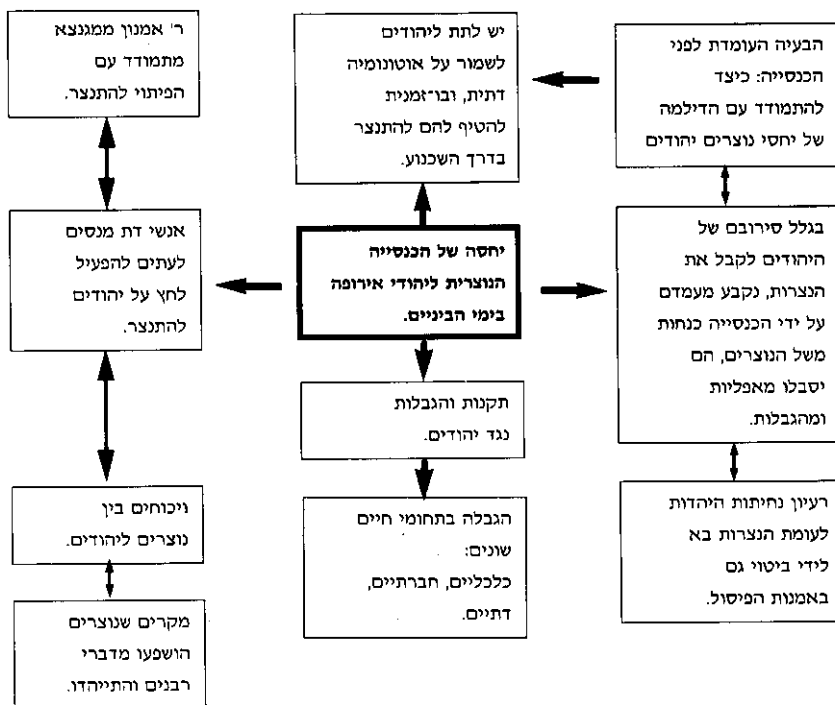 הבעיה העומדת לפני
הכנסייה: כיצד
להתמודד עם הדילמה
של יחסי נוצרים יהודים
בגלל סירובם של
היהודים לקבל את
הנצרות, נקבע מעמדם
על ידי הכנסייה כנחות
משל הנוצרים, הם
יסבלו מאפליות
ומהגבלות.
רעיון נחיתות היהדות
לעומת הנצרות בא
לידי ביטוי גם
באמנות הפיסול.
יש לתת ליהודים
לשמור על אוטונומיה
דתית, ובו־זמנית
להטיף להם להתנצר
בדרך השכנוע.
יחסה של הכנסייה
הנוצרית ליהודי אירופה
בימי הביניים.
תקנות והגבלות
נגד יהודים.
הגבלה בתחומי חיים
שונים:
כלכליים, חברתיים,
דתיים.
ר' אמנון ממגנצא
מתמודד עם
הפיתוי להתנצר.
אנשי דת מנסים
לעתים להפעיל
לחץ על יהודים
להתנצר.
ויכוחים בין
נוצרים ליהודים.
מקרים שנוצרים
הושפעו מדברי
רבנים והתייהדו.